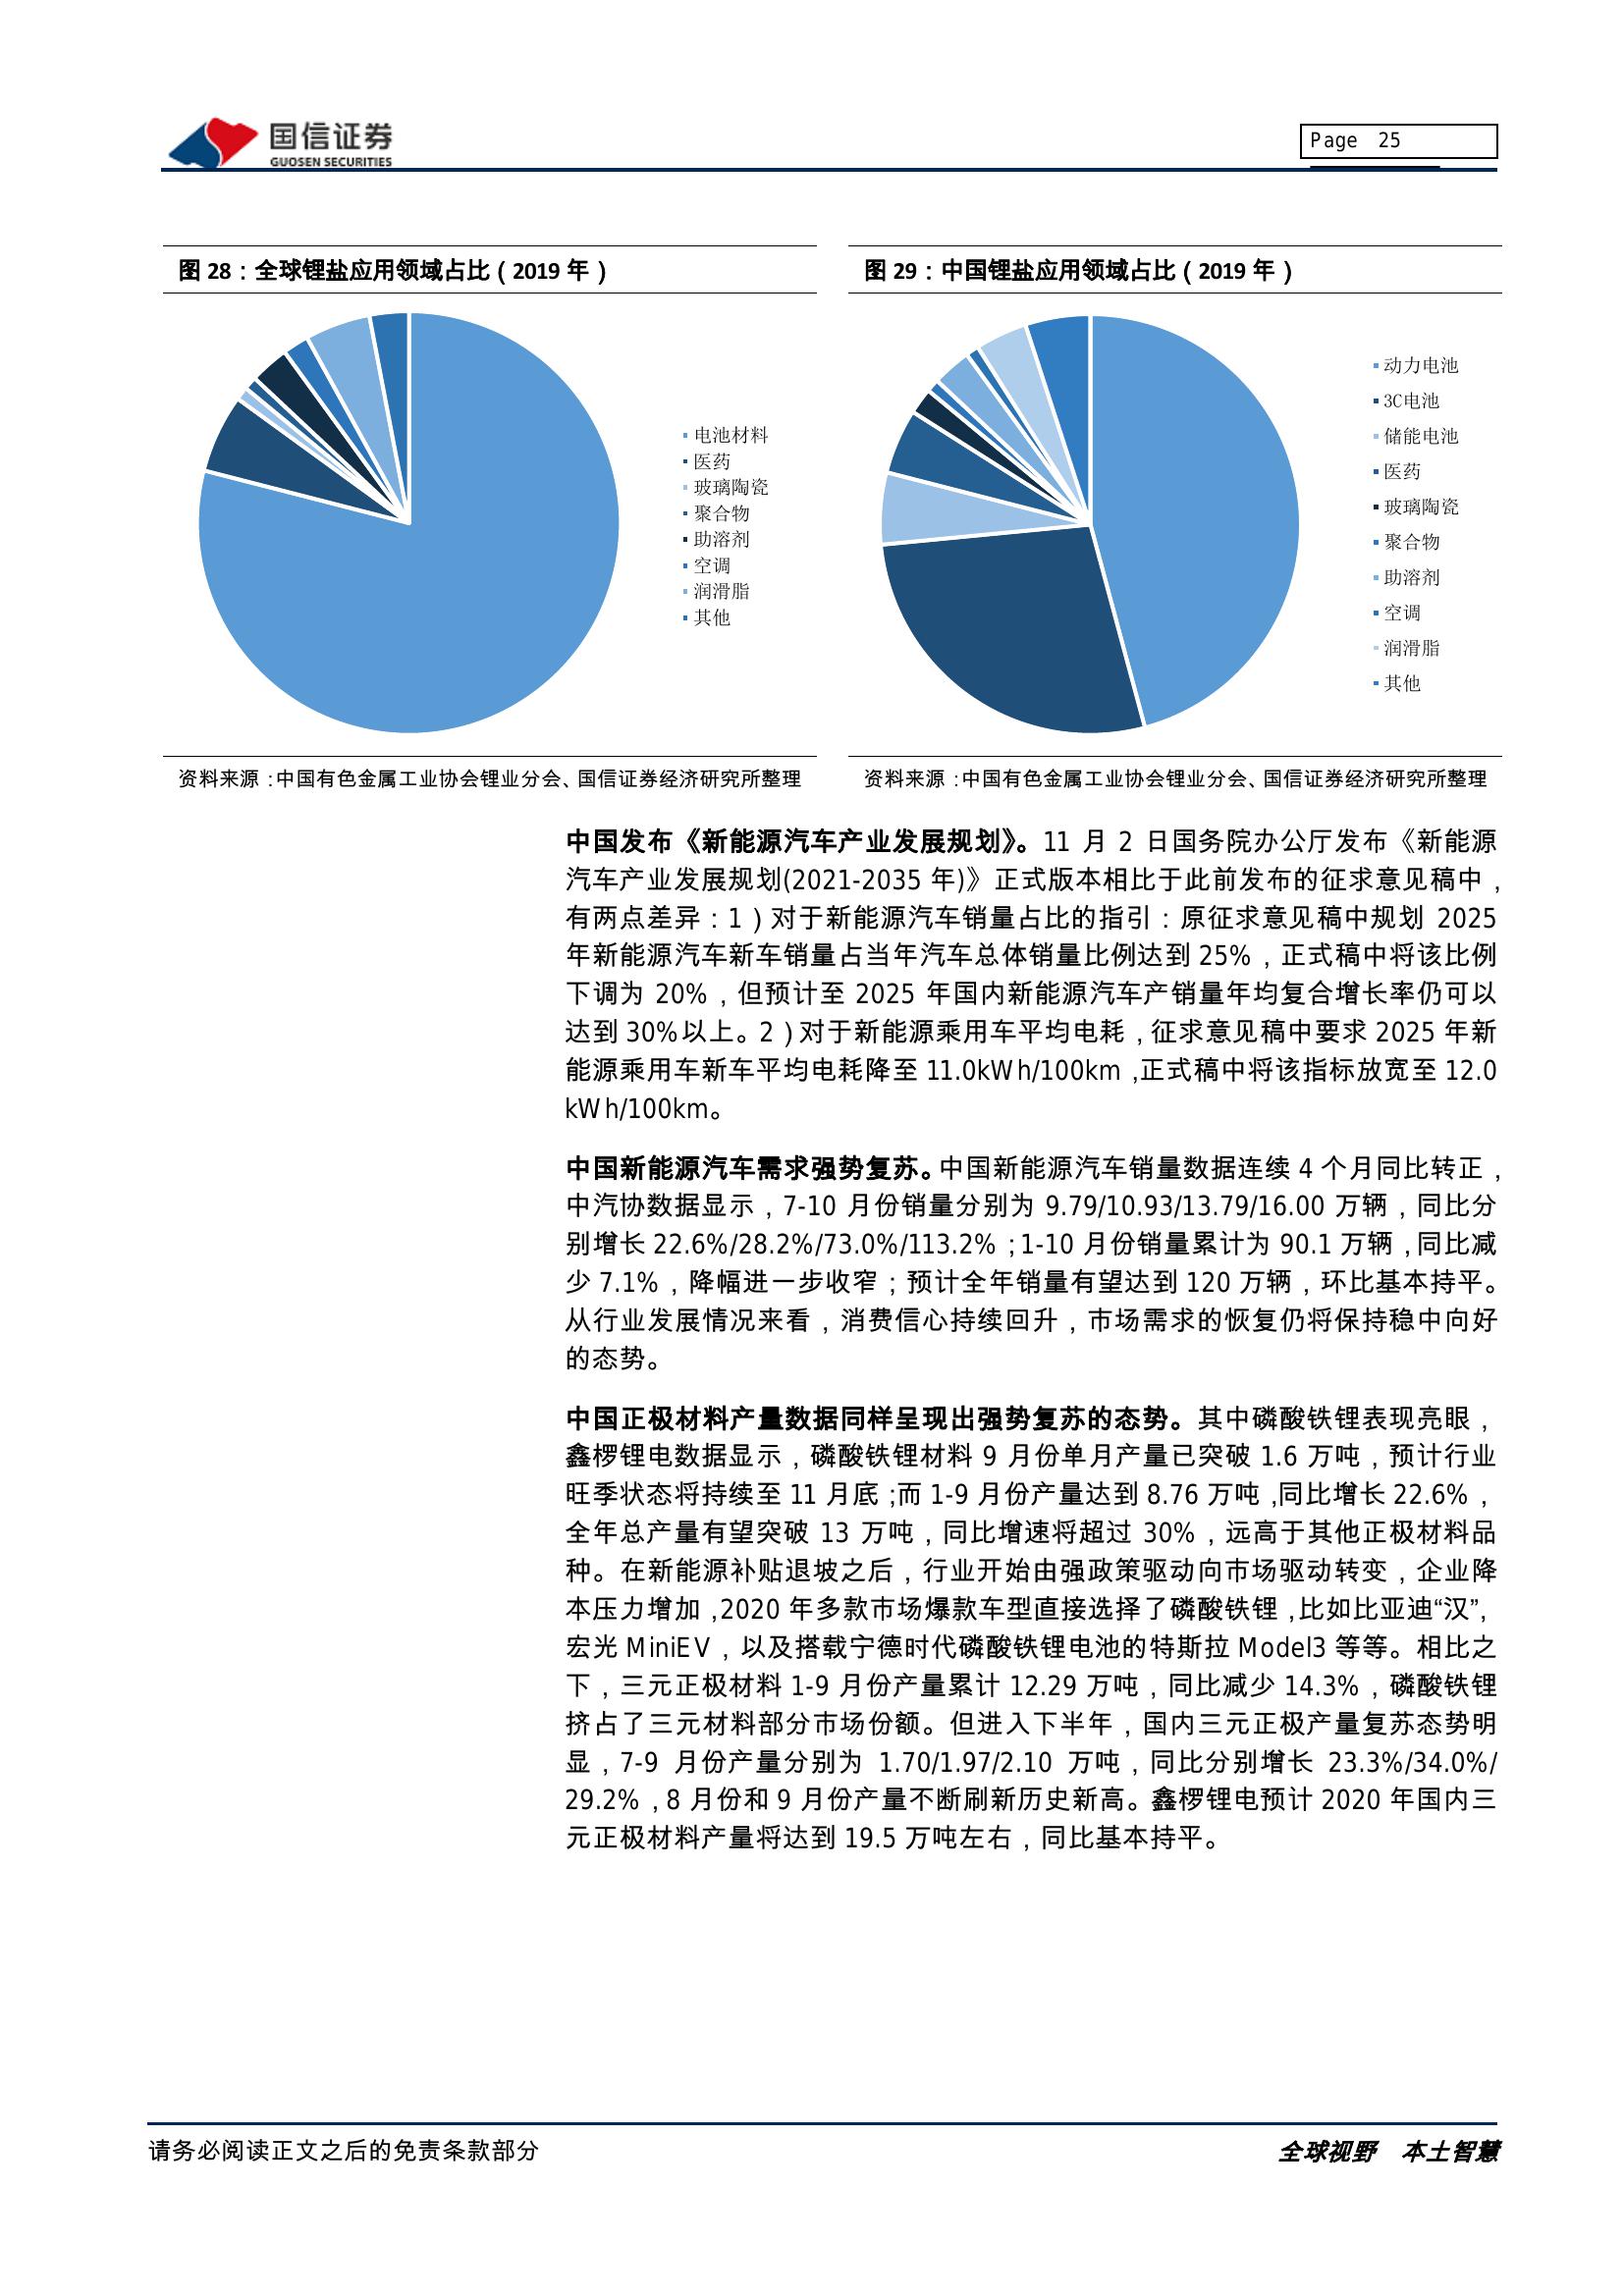 国信证券
GUOSEN SECURITIES
Page 25
图 28：全球锂盐应用领域占比（2019 年）
电池材料
医药
玻璃陶瓷
聚合物
助溶剂
空调
润滑脂
其他
资料来源：中国有色金属工业协会锂业分会、国信证券经济研究所整理
图 29：中国锂盐应用领域占比（2019 年）
动力电池
3C电池
储能电池
医药
玻璃陶瓷
聚合物
助溶剂
空调
润滑脂
其他
资料来源：中国有色金属工业协会锂业分会、国信证券经济研究所整理
中国发布《新能源汽车产业发展规划》。11 月 2 日国务院办公厅发布《新能源
汽车产业发展规划(2021-2035 年)》正式版本相比于此前发布的征求意见稿中，
有两点差异：1）对于新能源汽车销量占比的指引：原征求意见稿中规划 2025
年新能源汽车新车销量占当年汽车总体销量比例达到 25%，正式稿中将该比例
下调为 20%，但预计至 2025 年国内新能源汽车产销量年均复合增长率仍可以
达到 30%以上。2）对于新能源乘用车平均电耗，征求意见稿中要求 2025 年新
能源乘用车新车平均电耗降至 11.0kWh/100km，正式稿中将该指标放宽至 12.0
kWh/100km。
中国新能源汽车需求强势复苏。中国新能源汽车销量数据连续 4 个月同比转正，
中汽协数据显示，7-10 月份销量分别为 9.79/10.93/13.79/16.00 万辆，同比分
别增长 22.6%/28.2%/73.0%/113.2%；1-10 月份销量累计为 90.1 万辆，同比减
少 7.1%，降幅进一步收窄；预计全年销量有望达到 120 万辆，环比基本持平。
从行业发展情况来看，消费信心持续回升，市场需求的恢复仍将保持稳中向好
的态势。
中国正极材料产量数据同样呈现出强势复苏的态势。其中磷酸铁锂表现亮眼，
鑫椤锂电数据显示，磷酸铁锂材料 9 月份单月产量已突破 1.6 万吨，预计行业
旺季状态将持续至 11 月底；而 1-9 月份产量达到 8.76 万吨，同比增长 22.6%，
全年总产量有望突破 13 万吨，同比增速将超过 30%，远高于其他正极材料品
种。在新能源补贴退坡之后，行业开始由强政策驱动向市场驱动转变，企业降
本压力增加，2020 年多款市场爆款车型直接选择了磷酸铁锂，比如比亚迪“汉”，
宏光 MiniEV，以及搭载宁德时代磷酸铁锂电池的特斯拉 Model3 等等。相比之
下，三元正极材料 1-9 月份产量累计 12.29 万吨，同比减少 14.3%，磷酸铁锂
挤占了三元材料部分市场份额。但进入下半年，国内三元正极产量复苏态势明
显，7-9 月份产量分别为 1.70/1.97/2.10 万吨，同比分别增长 23.3%/34.0%/
29.2%，8 月份和 9 月份产量不断刷新历史新高。鑫椤锂电预计 2020 年国内三
元正极材料产量将达到 19.5 万吨左右，同比基本持平。
请务必阅读正文之后的免责条款部分
全球视野 本土智慧